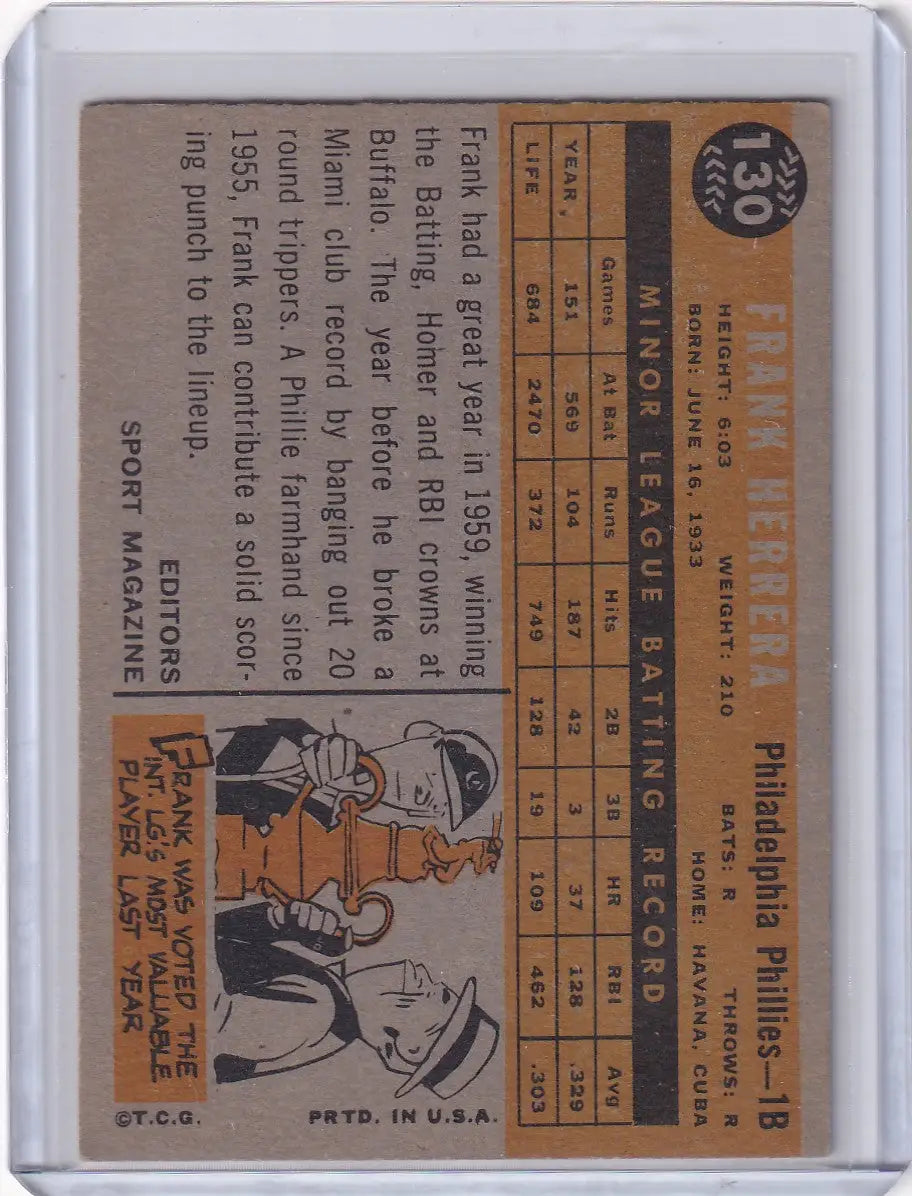 130
FRANK HERRERA Philadelphia Phillies—1B
HEIGHT: 6:03 WEIGHT: 210 BATS: R THROWS: R
BORN: JUNE 16, 1933 HOME: HAVANA, CUBA
MINOR LEAGUE BATTING RECORD
Games At Bat Runs Hits 2B 3B HR RBI Avg
YEAR 151 569 104 187 42 3 37 128 .329
LIFE 684 2470 372 749 128 19 109 462 .303
Frank had a great year in 1959, winning
the Batting, Homer and RBI crowns at
Buffalo. The year before he broke a
Miami club record by banging out 20
round trippers. A Phillie farmhand since
1955, Frank can contribute a solid scor-
ing punch to the lineup.
EDITORS
SPORT MAGAZINE
FRANK WAS VOTED THE
INT. LG'S MOST VALUABLE
PLAYER LAST YEAR
PRTD. IN U.S.A.
©T.C.G.